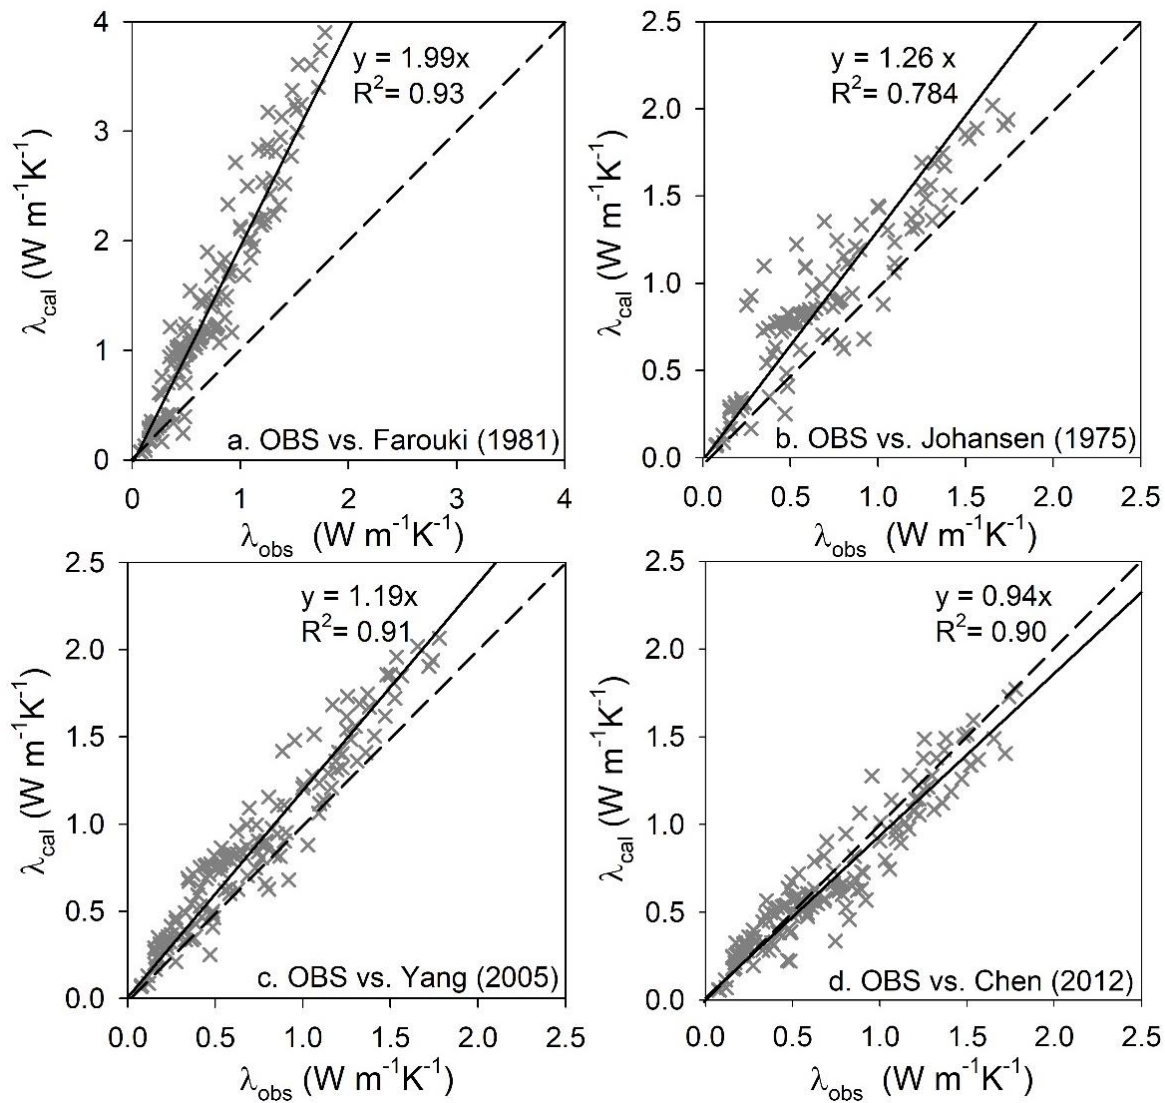 y = 1.99x
R²= 0.93
λcal (W m⁻¹K⁻¹)
4
3
2
1
0
a. OBS vs. Farouki (1981)
0 1 2 3 4
λobs (W m⁻¹K⁻¹)
y = 1.26 x
R²= 0.784
λcal (W m⁻¹K⁻¹)
2.5
2.0
1.5
1.0
0.5
0.0
b. OBS vs. Johansen (1975)
0.0 0.5 1.0 1.5 2.0 2.5
λobs (W m⁻¹K⁻¹)
y = 1.19x
R²= 0.91
λcal (W m⁻¹K⁻¹)
2.5
2.0
1.5
1.0
0.5
0.0
c. OBS vs. Yang (2005)
0.0 0.5 1.0 1.5 2.0 2.5
λobs (W m⁻¹K⁻¹)
y = 0.94x
R²= 0.90
λcal (W m⁻¹K⁻¹)
2.5
2.0
1.5
1.0
0.5
0.0
d. OBS vs. Chen (2012)
0.0 0.5 1.0 1.5 2.0 2.5
λobs (W m⁻¹K⁻¹)